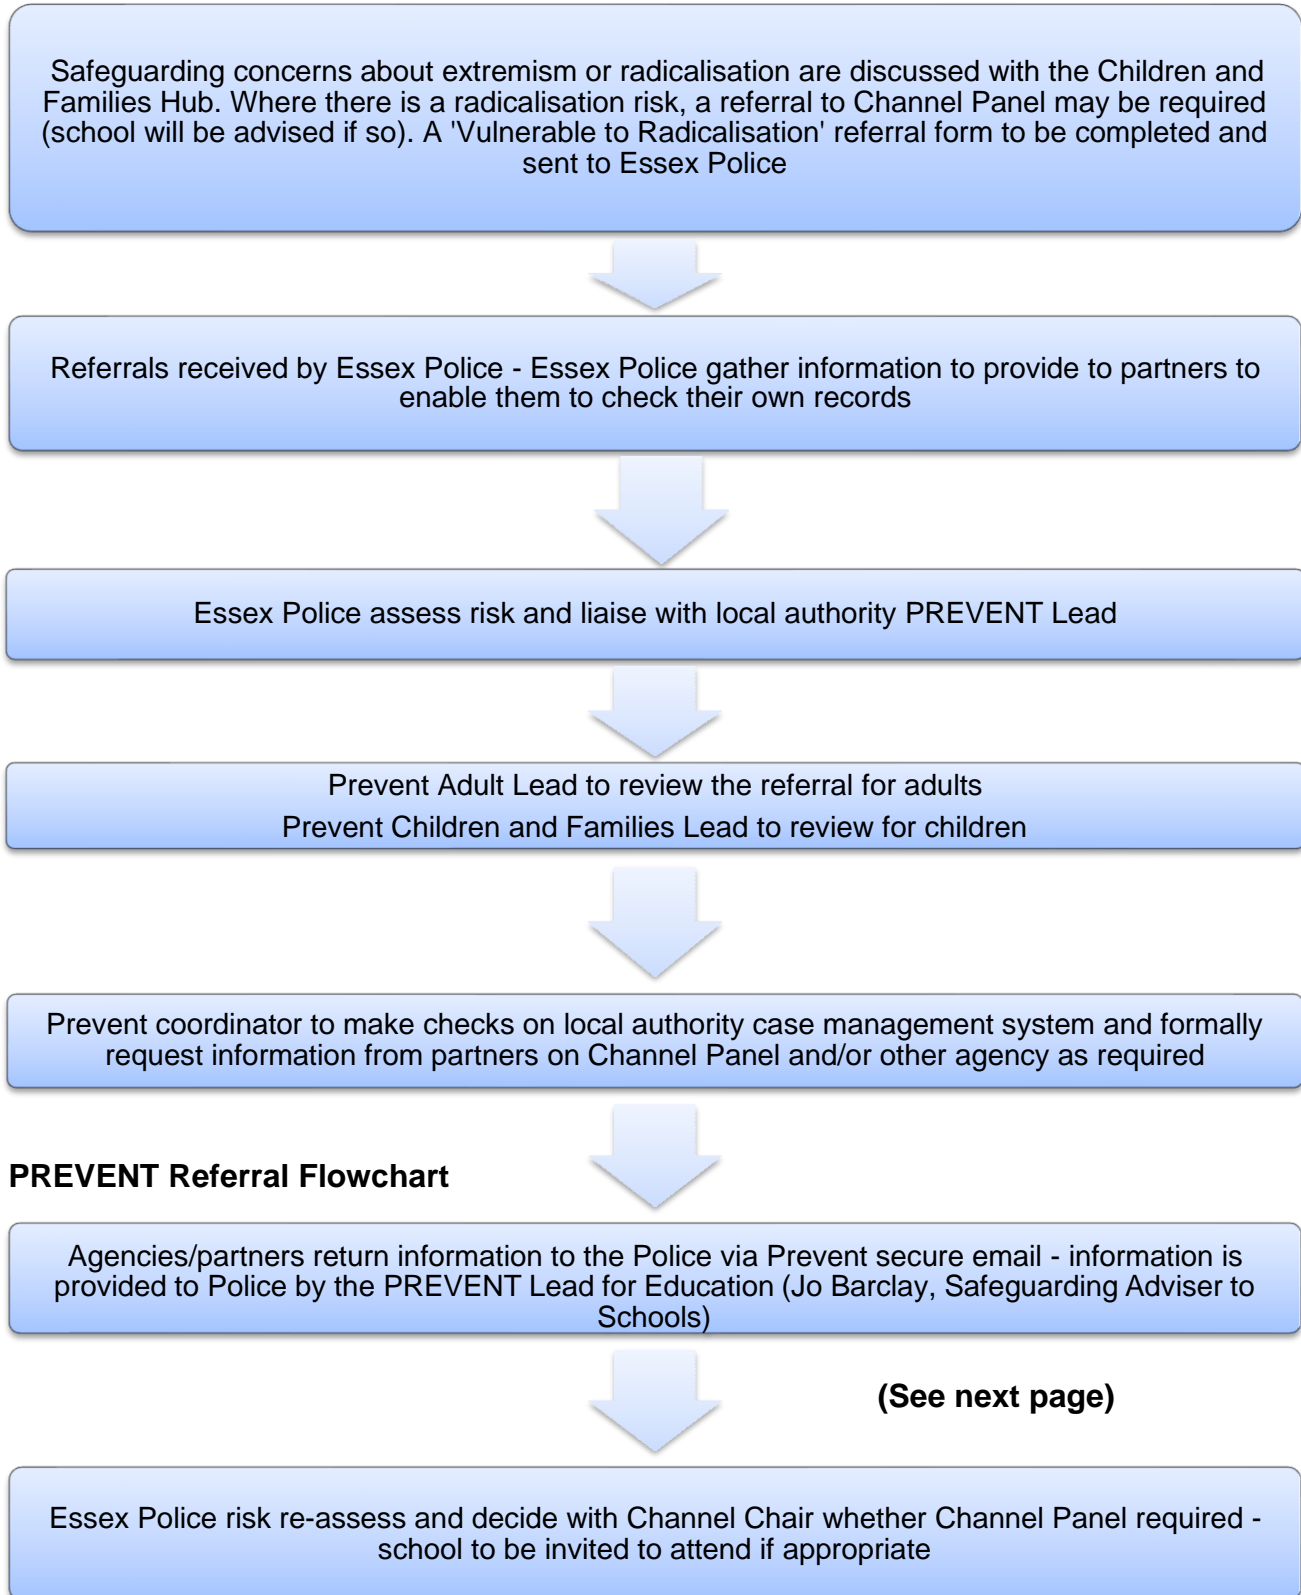 Safeguarding concerns about extremism or radicalisation are discussed with the Children and
Families Hub. Where there is a radicalisation risk, a referral to Channel Panel may be required
(school will be advised if so). A 'Vulnerable to Radicalisation' referral form to be completed and
sent to Essex Police
Referrals received by Essex Police - Essex Police gather information to provide to partners to
enable them to check their own records
Essex Police assess risk and liaise with local authority PREVENT Lead
Prevent Adult Lead to review the referral for adults
Prevent Children and Families Lead to review for children
Prevent coordinator to make checks on local authority case management system and formally
request information from partners on Channel Panel and/or other agency as required
PREVENT Referral Flowchart
Agencies/partners return information to the Police via Prevent secure email - information is
provided to Police by the PREVENT Lead for Education (Jo Barclay, Safeguarding Adviser to
Schools)
(See next page)
Essex Police risk re-assess and decide with Channel Chair whether Channel Panel required -
school to be invited to attend if appropriate